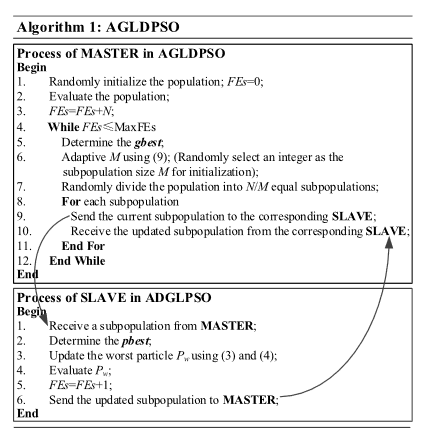 Algorithm 1: AGLDPSO
Process of MASTER in AGLDPSO
Begin
1. Randomly initialize the population; FEs=0;
2. Evaluate the population;
3. FEs=FEs+N;
4. While FEs≤MaxFEs
5. Determine the gbest;
6. Adaptive M using (9); (Randomly select an integer as the
subpopulation size M for initialization);
7. Randomly divide the population into N/M equal subpopulations;
8. For each subpopulation
9. Send the current subpopulation to the corresponding SLAVE;
10. Receive the updated subpopulation from the corresponding SLAVE;
11. End For
12. End While
End
Process of SLAVE in ADGLPSO
Begin
1. Receive a subpopulation from MASTER;
2. Determine the pbest;
3. Update the worst particle Pw using (3) and (4);
4. Evaluate Pw;
5. FEs=FEs+1;
6. Send the updated subpopulation to MASTER;
End